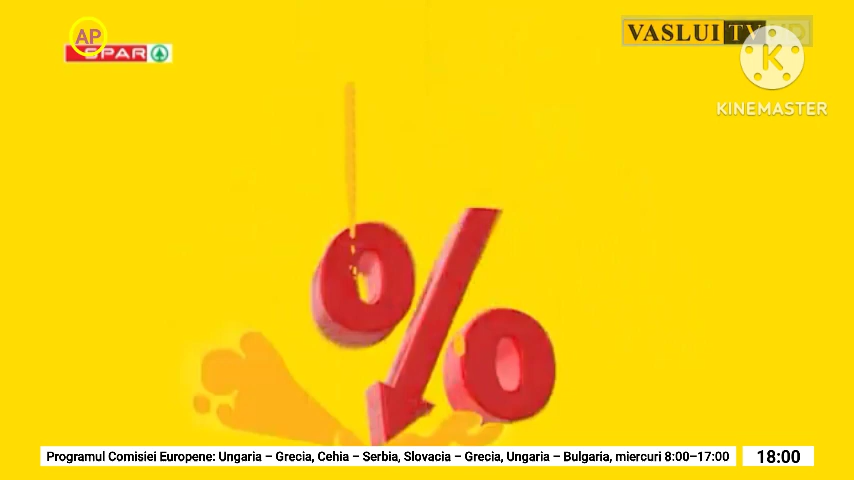 AP
SPAR
VASLUI TV HD
K
KINEMASTER
%
Programul Comisiei Europene: Ungaria – Grecia, Cehia – Serbia, Slovacia – Grecia, Ungaria – Bulgaria, miercuri 8:00–17:00
18:00